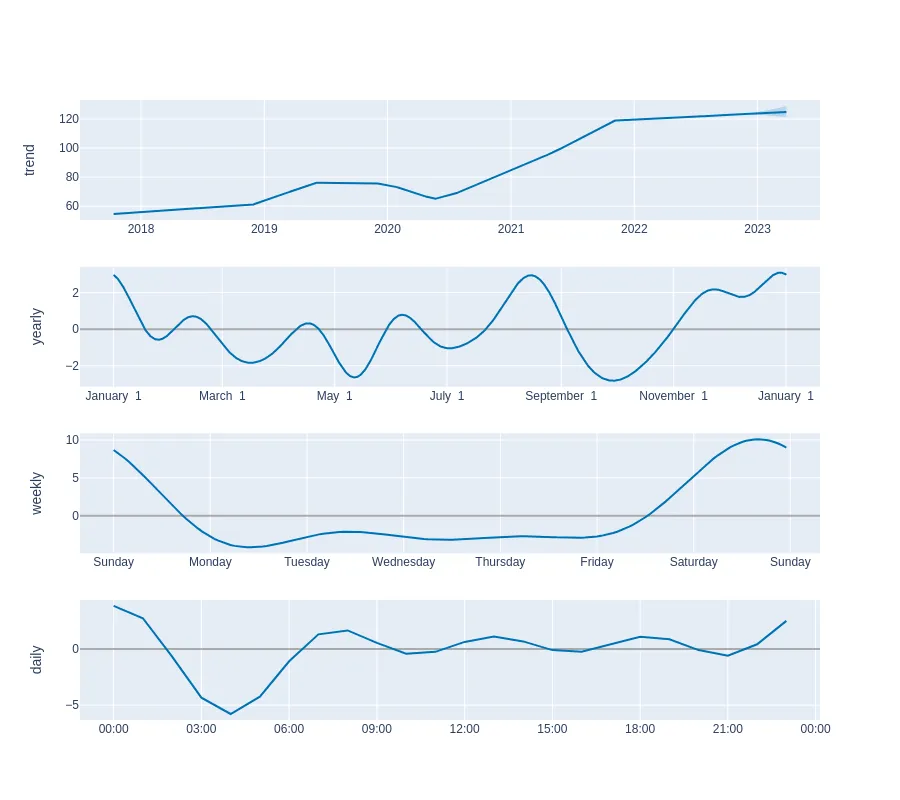 trend
120
100
80
60
2018 2019 2020 2021 2022 2023
yearly
2
0
−2
January 1 March 1 May 1 July 1 September 1 November 1 January 1
weekly
10
5
0
Sunday Monday Tuesday Wednesday Thursday Friday Saturday Sunday
daily
0
−5
00:00 03:00 06:00 09:00 12:00 15:00 18:00 21:00 00:00